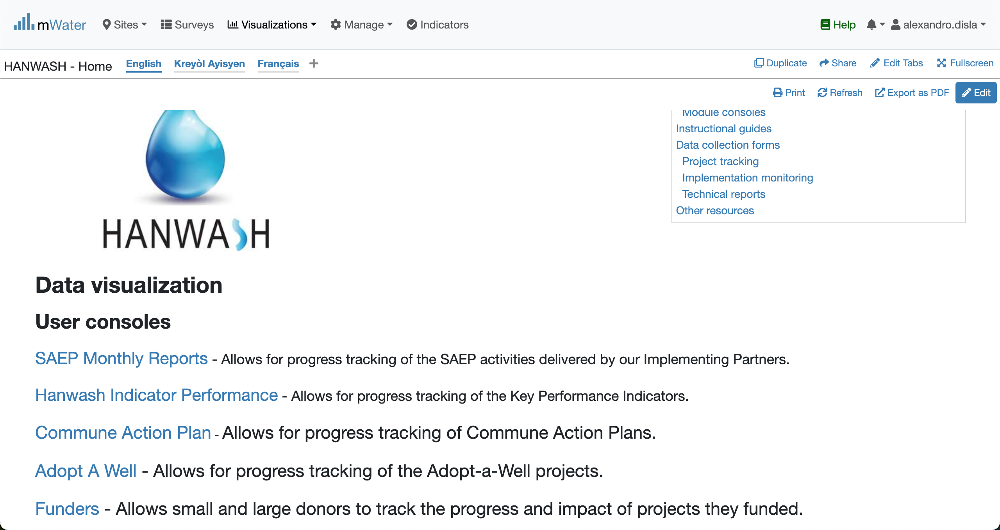 mWater Sites Surveys Visualizations Manage Indicators Help alexandro.disla
HANWASH - Home English Kreyòl Ayisyen Français + Duplicate Share Edit Tabs Fullscreen
Print Refresh Export as PDF Edit
Module consoles
Instructional guides
Data collection forms
Project tracking
Implementation monitoring
Technical reports
Other resources
HANWASH
Data visualization
User consoles
SAEP Monthly Reports - Allows for progress tracking of the SAEP activities delivered by our Implementing Partners.
Hanwash Indicator Performance - Allows for progress tracking of the Key Performance Indicators.
Commune Action Plan - Allows for progress tracking of Commune Action Plans.
Adopt A Well - Allows for progress tracking of the Adopt-a-Well projects.
Funders - Allows small and large donors to track the progress and impact of projects they funded.